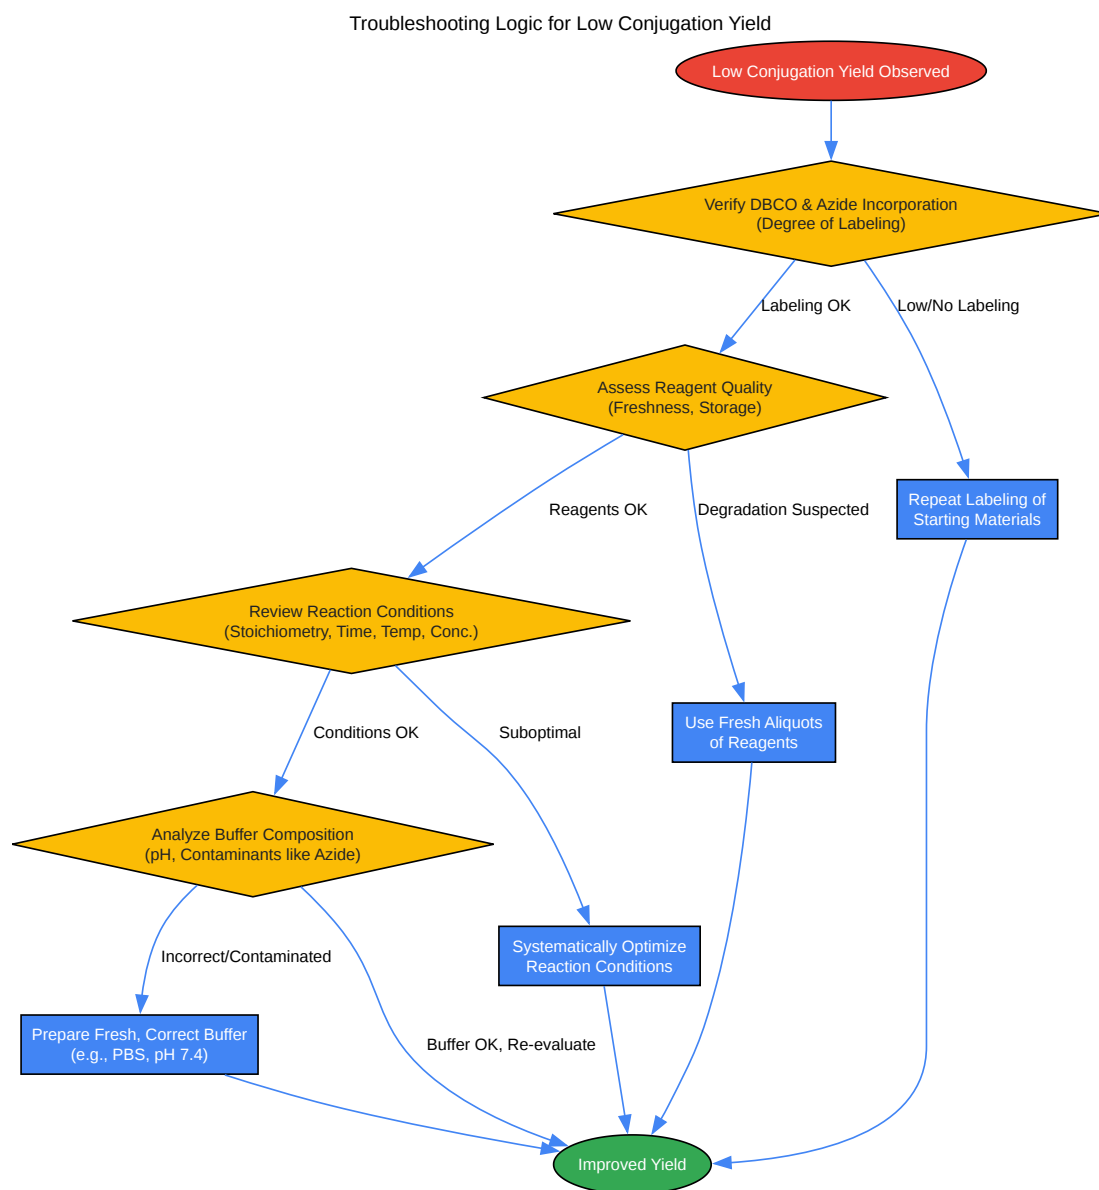 Troubleshooting Logic for Low Conjugation Yield
Low Conjugation Yield Observed
Verify DBCO & Azide Incorporation
(Degree of Labeling)
Labeling OK
Low/No Labeling
Assess Reagent Quality
(Freshness, Storage)
Reagents OK
Degradation Suspected
Repeat Labeling of
Starting Materials
Review Reaction Conditions
(Stoichiometry, Time, Temp, Conc.)
Conditions OK
Suboptimal
Use Fresh Aliquots
of Reagents
Analyze Buffer Composition
(pH, Contaminants like Azide)
Incorrect/Contaminated
Systematically Optimize
Reaction Conditions
Prepare Fresh, Correct Buffer
(e.g., PBS, pH 7.4)
Buffer OK, Re-evaluate
Improved Yield